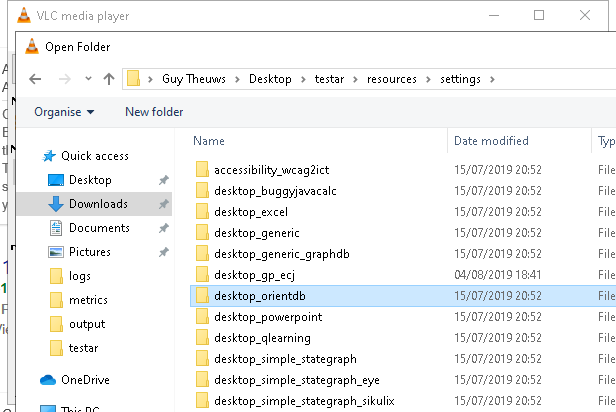 VLC media player
Open Folder
Guy Theuws > Desktop > testar > resources > settings >
Organise New folder
Name Date modified Typ
Quick access
Desktop
Downloads
Documents
Pictures
logs
metrics
output
testar
OneDrive
This PC
accessibility_wcag2ict 15/07/2019 20:52 File
desktop_buggyjavacalc 15/07/2019 20:52 File
desktop_excel 15/07/2019 20:52 File
desktop_generic 15/07/2019 20:52 File
desktop_generic_graphdb 15/07/2019 20:52 File
desktop_gp_ecj 04/08/2019 18:41 File
desktop_orientdb 15/07/2019 20:52 File
desktop_powerpoint 15/07/2019 20:52 File
desktop_qlearning 15/07/2019 20:52 File
desktop_simple_stategraph 15/07/2019 20:52 File
desktop_simple_stategraph_eye 15/07/2019 20:52 File
desktop_simple_stategraph_sikulix 15/07/2019 20:52 File